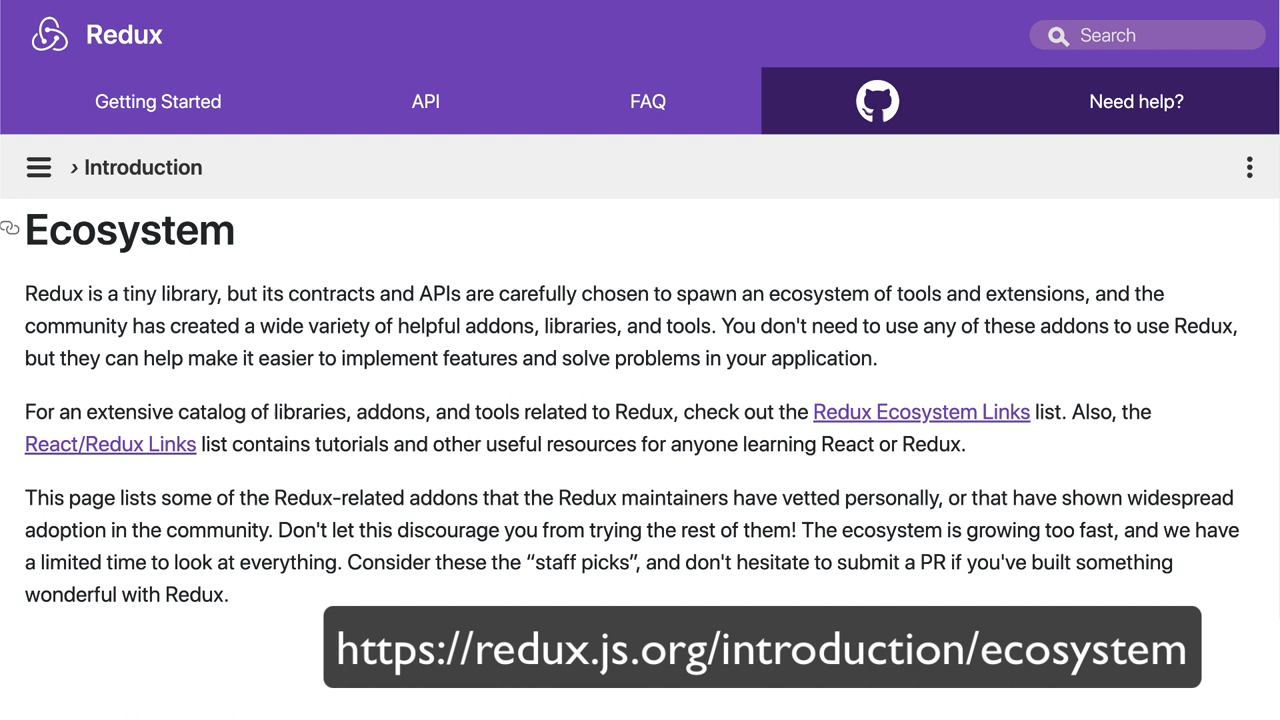 Redux
Search
Getting Started
API
FAQ
Need help?
› Introduction
Ecosystem
Redux is a tiny library, but its contracts and APIs are carefully chosen to spawn an ecosystem of tools and extensions, and the
community has created a wide variety of helpful addons, libraries, and tools. You don't need to use any of these addons to use Redux,
but they can help make it easier to implement features and solve problems in your application.
For an extensive catalog of libraries, addons, and tools related to Redux, check out the Redux Ecosystem Links list. Also, the
React/Redux Links list contains tutorials and other useful resources for anyone learning React or Redux.
This page lists some of the Redux-related addons that the Redux maintainers have vetted personally, or that have shown widespread
adoption in the community. Don't let this discourage you from trying the rest of them! The ecosystem is growing too fast, and we have
a limited time to look at everything. Consider these the “staff picks”, and don't hesitate to submit a PR if you've built something
wonderful with Redux.
https://redux.js.org/introduction/ecosystem